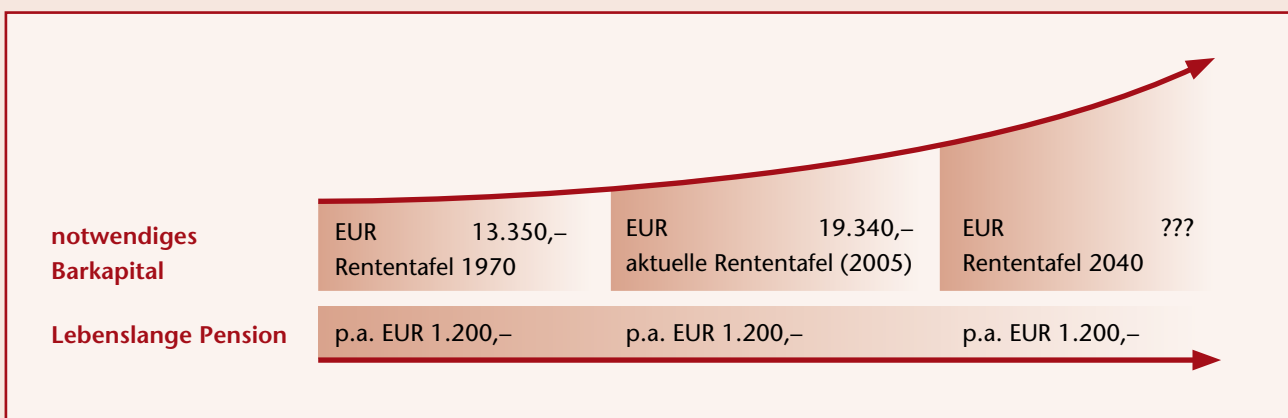 notwendiges
Barkapital
EUR 13.350,–
Rententafel 1970
EUR 19.340,–
aktuelle Rententafel (2005)
EUR ???
Rententafel 2040
Lebenslange Pension
p.a. EUR 1.200,–
p.a. EUR 1.200,–
p.a. EUR 1.200,–